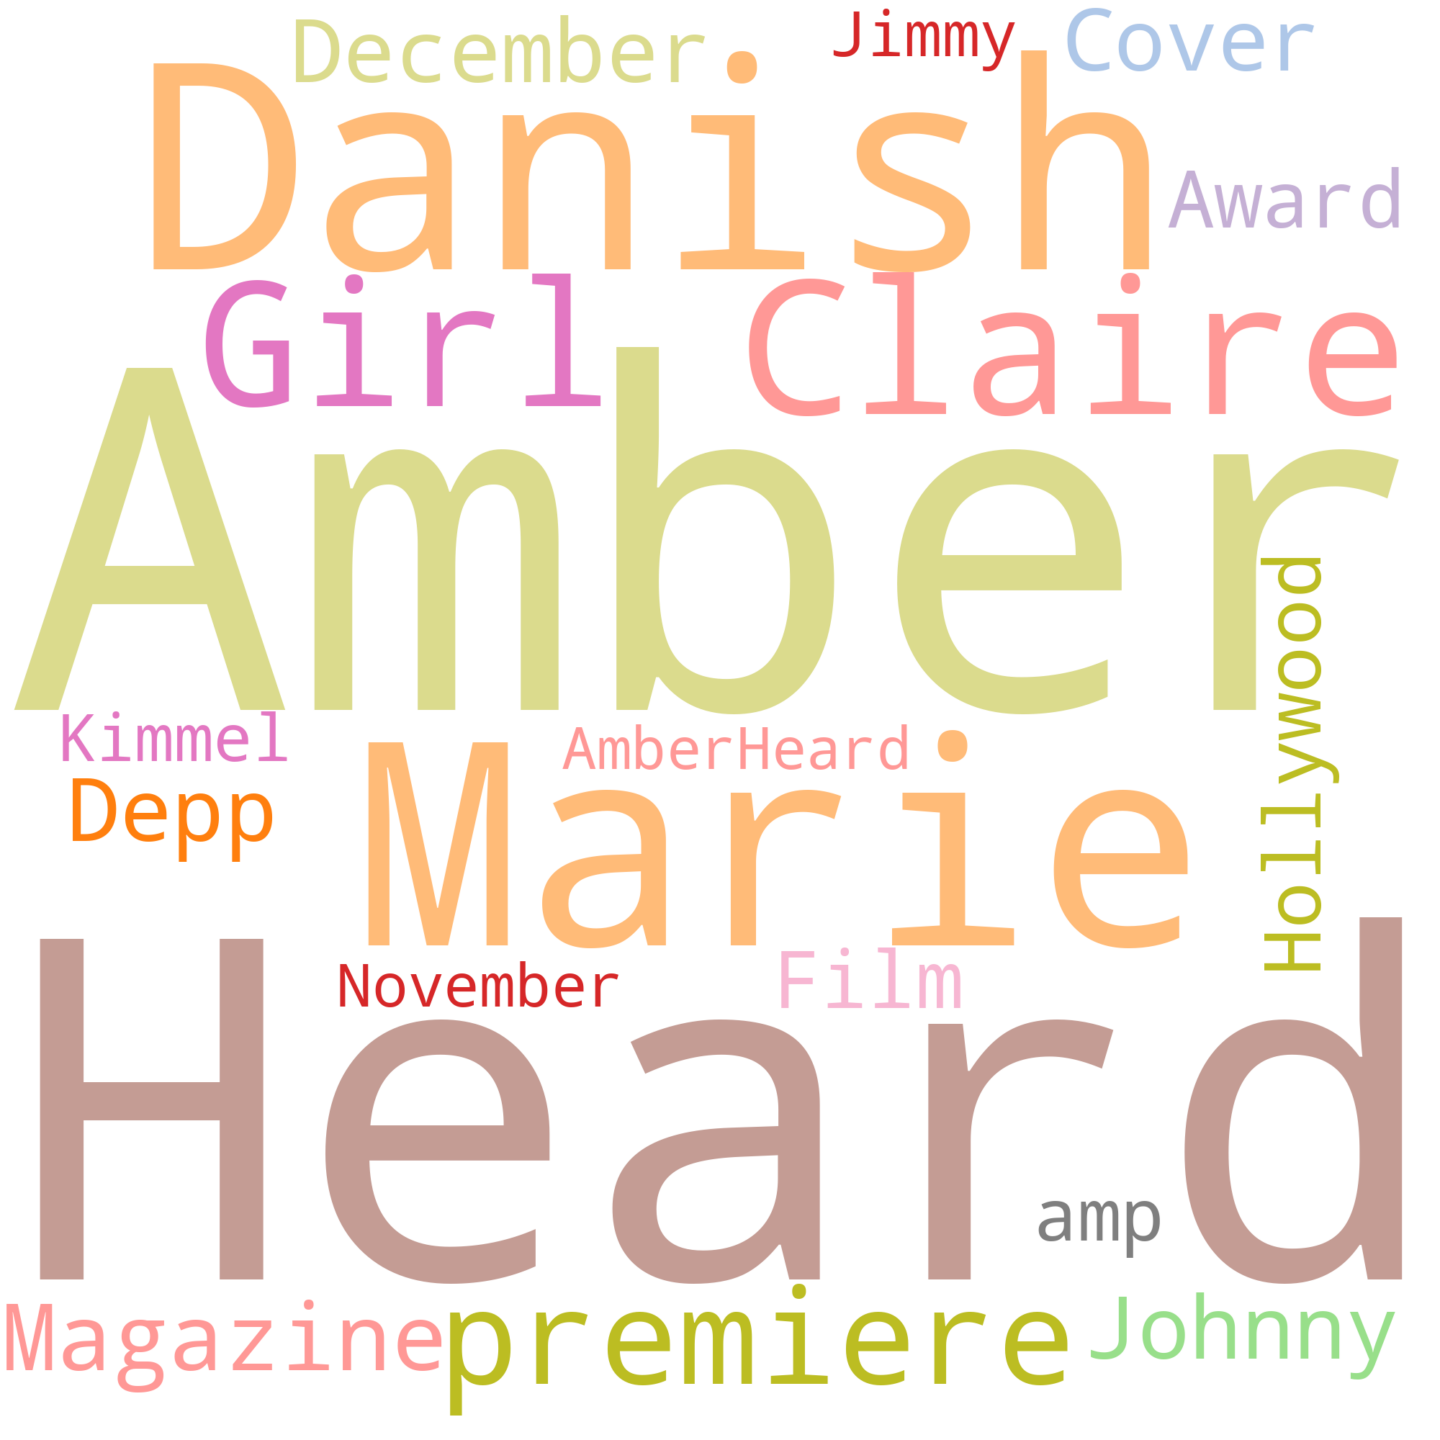 December
Jimmy
Cover
Danish
Award
Girl
Claire
Amber
Hollywood
Kimmel
AmberHeard
Depp
Marie
November
Film
Heard
amp
Magazine
premiere
Johnny